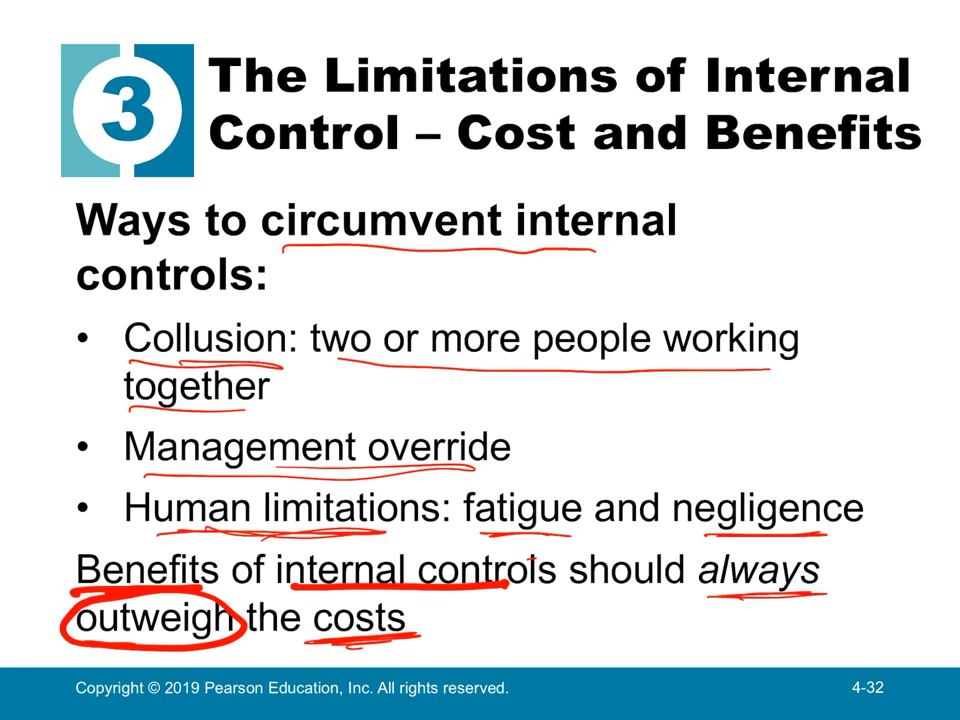 3
The Limitations of Internal
Control – Cost and Benefits
Ways to circumvent internal
controls:
• Collusion: two or more people working
together
• Management override
• Human limitations: fatigue and negligence
Benefits of internal controls should always
outweigh the costs
Copyright © 2019 Pearson Education, Inc. All rights reserved.
4-32